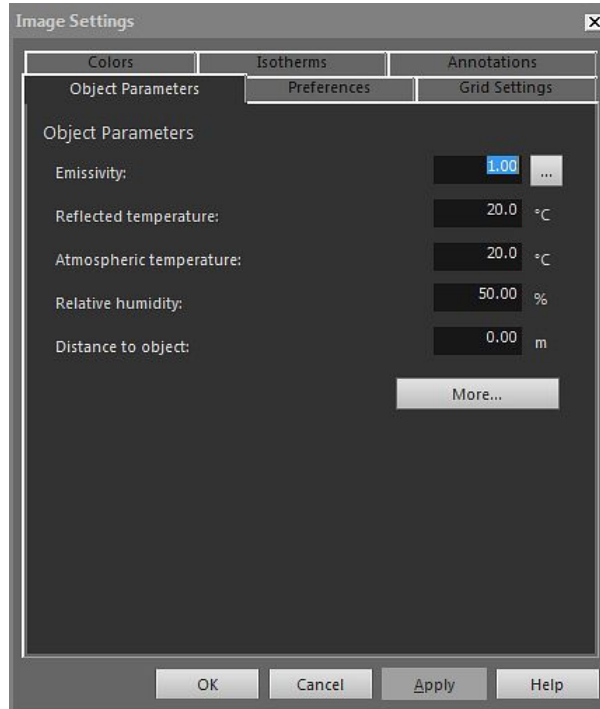 Image Settings
Colors Isotherms Annotations
Object Parameters Preferences Grid Settings
Object Parameters
Emissivity: 1.00 ...
Reflected temperature: 20.0 °C
Atmospheric temperature: 20.0 °C
Relative humidity: 50.00 %
Distance to object: 0.00 m
More...
OK Cancel Apply Help